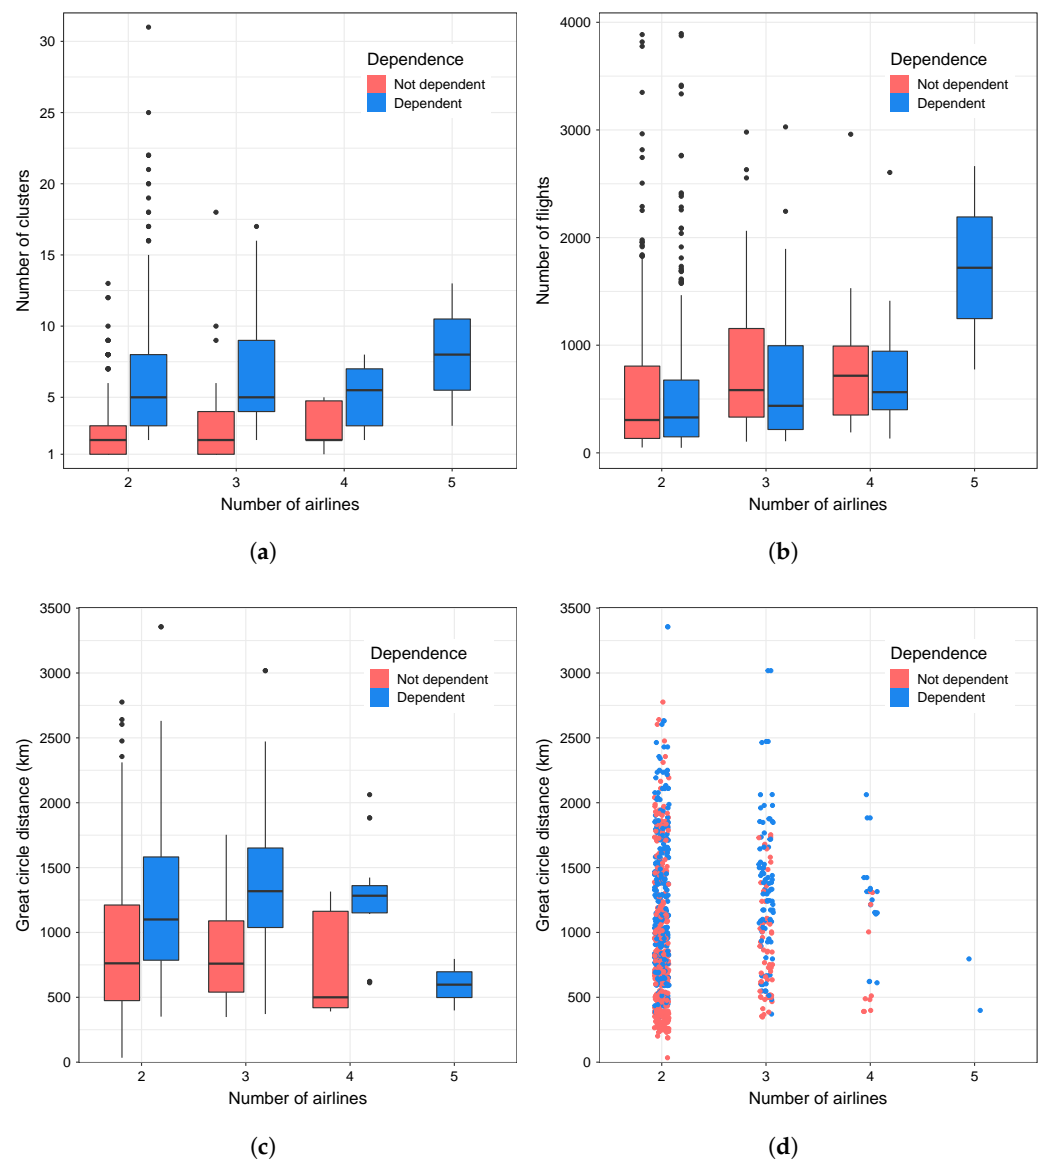 Number of clusters
30
25
20
15
10
5
1
Dependence
Not dependent
Dependent
2 3 4 5
Number of airlines
(a)
Number of flights
4000
3000
2000
1000
0
Dependence
Not dependent
Dependent
2 3 4 5
Number of airlines
(b)
Great circle distance (km)
3500
3000
2500
2000
1500
1000
500
0
Dependence
Not dependent
Dependent
2 3 4 5
Number of airlines
(c)
Great circle distance (km)
3500
3000
2500
2000
1500
1000
500
0
Dependence
Not dependent
Dependent
2 3 4 5
Number of airlines
(d)